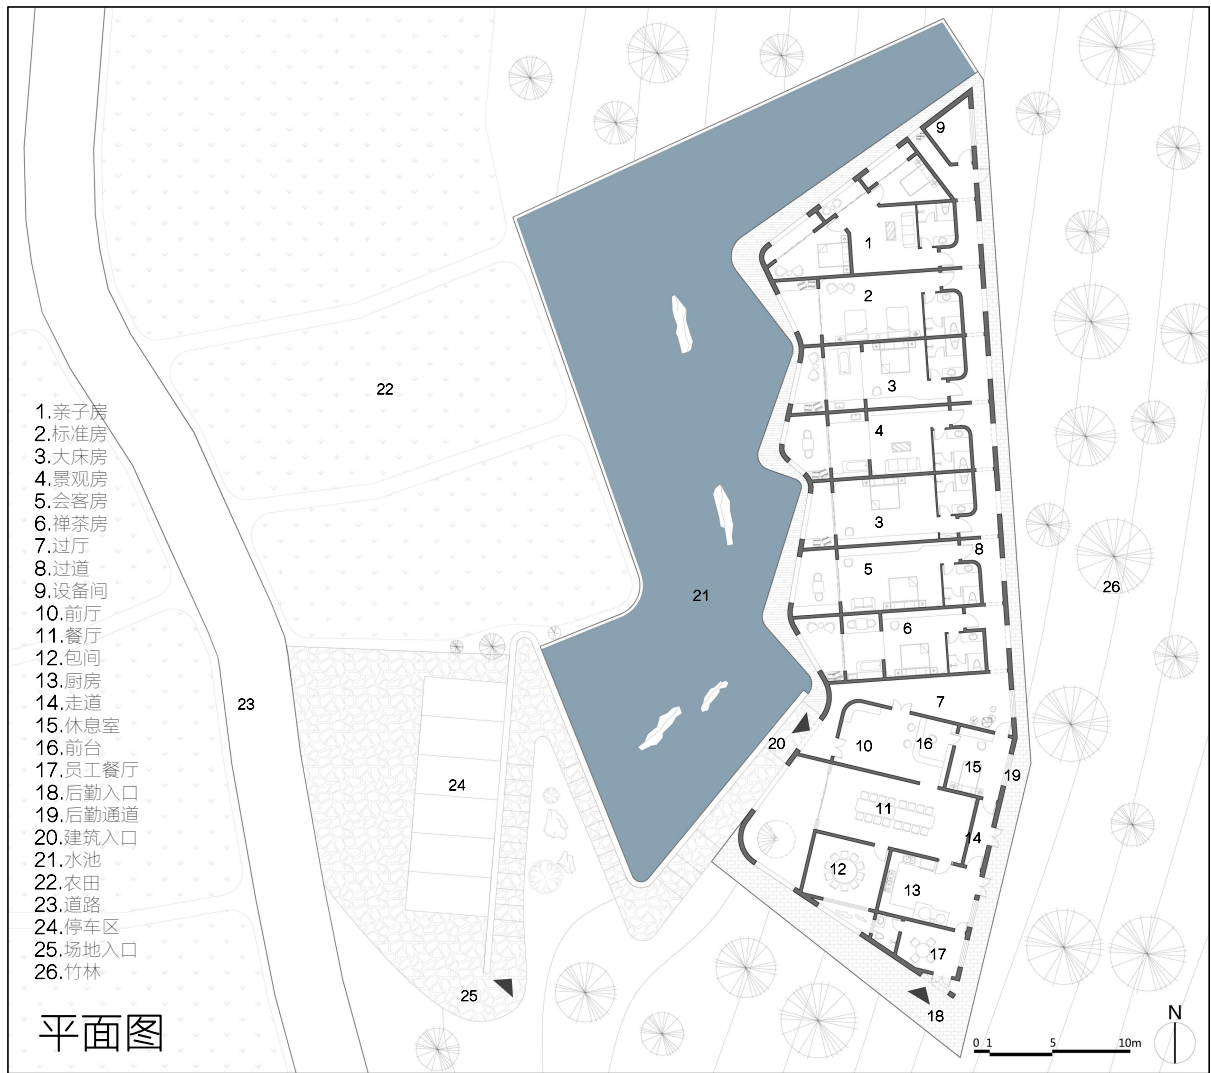 9
1
2
3
4
3
8
5
6
7
10
16
15
19
20
11
14
12
13
17
18
21
22
23
24
25
26
1.亲子房
2.标准房
3.大床房
4.景观房
5.会客房
6.禅茶房
7.过厅
8.过道
9.设备间
10.前厅
11.餐厅
12.包间
13.厨房
14.走道
15.休息室
16.前台
17.员工餐厅
18.后勤入口
19.后勤通道
20.建筑入口
21.水池
22.农田
23.道路
24.停车区
25.场地入口
26.竹林
平面图
N
0 1 5 10m